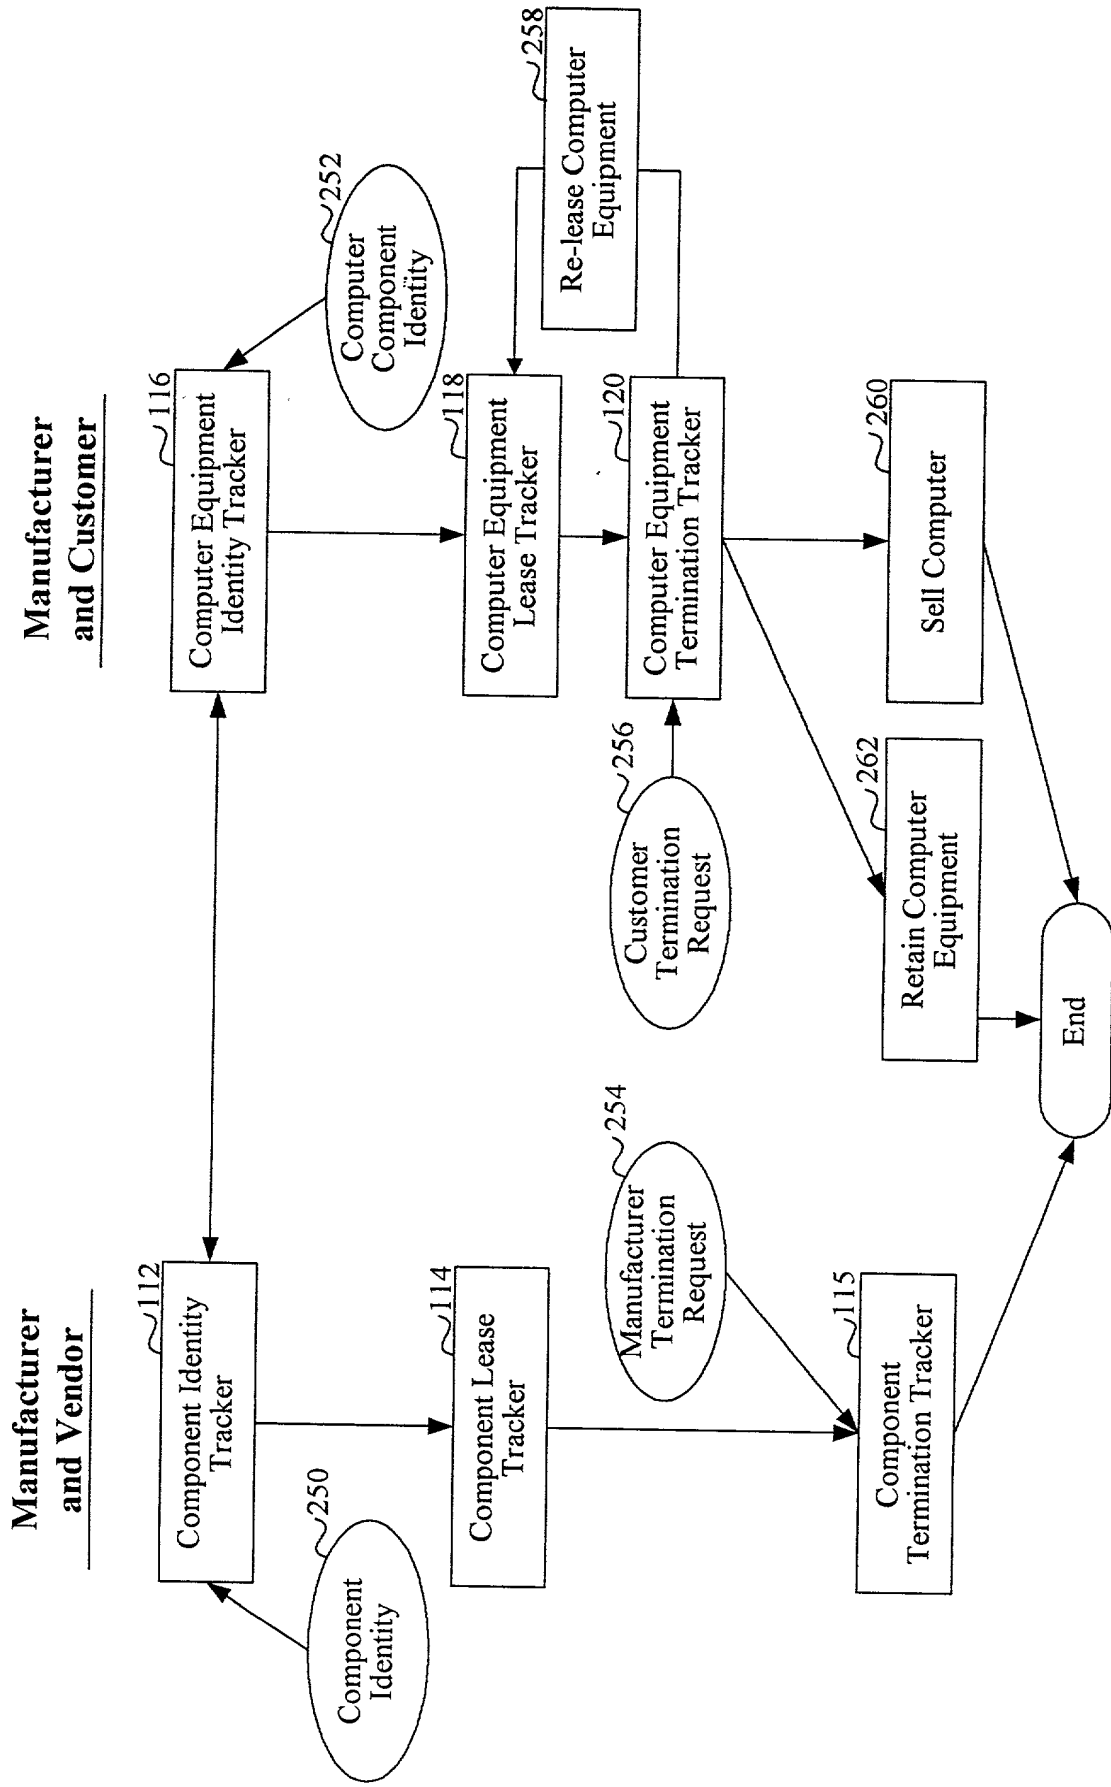 Manufacturer
and Vendor
Manufacturer
and Customer
112
Component Identity
Tracker
116
Computer Equipment
Identity Tracker
250
Component
Identity
252
Computer
Component
Identity
114
Component Lease
Tracker
118
Computer Equipment
Lease Tracker
258
Re-lease Computer
Equipment
254
Manufacturer
Termination
Request
256
Customer
Termination
Request
120
Computer Equipment
Termination Tracker
115
Component
Termination Tracker
262
Retain Computer
Equipment
260
Sell Computer
End